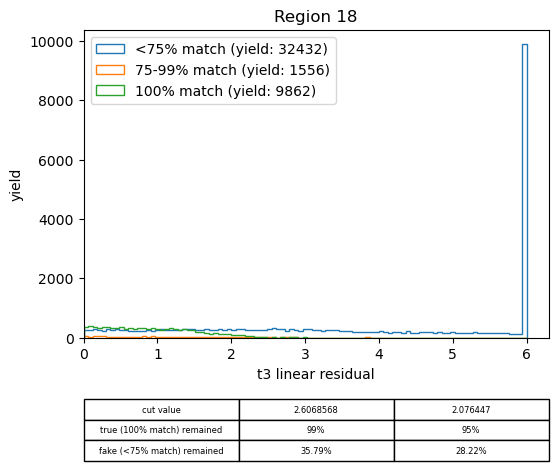 Region 18
10000
8000
6000
4000
2000
0
yield
<75% match (yield: 32432)
75-99% match (yield: 1556)
100% match (yield: 9862)
0 1 2 3 4 5 6
t3 linear residual
cut value 2.6068568 2.076447
true (100% match) remained 99% 95%
fake (<75% match) remained 35.79% 28.22%